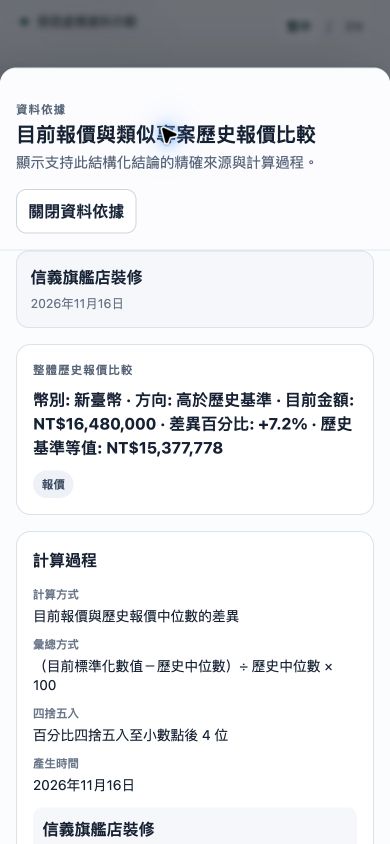 資料依據
目前報價與類似專案歷史報價比較
顯示支持此結構化結論的精確來源與計算過程。
關閉資料依據
信義旗艦店裝修
2026年11月16日
整體歷史報價比較
幣別: 新臺幣 · 方向: 高於歷史基準 · 目前金額:
NT$16,480,000 · 差異百分比: +7.2% · 歷史
基準等值: NT$15,377,778
報價
計算過程
計算方式
目前報價與歷史報價中位數的差異
彙總方式
（目前標準化數值－歷史中位數）÷ 歷史中位數 ×
100
四捨五入
百分比四捨五入至小數點後 4 位
產生時間
2026年11月16日
信義旗艦店裝修